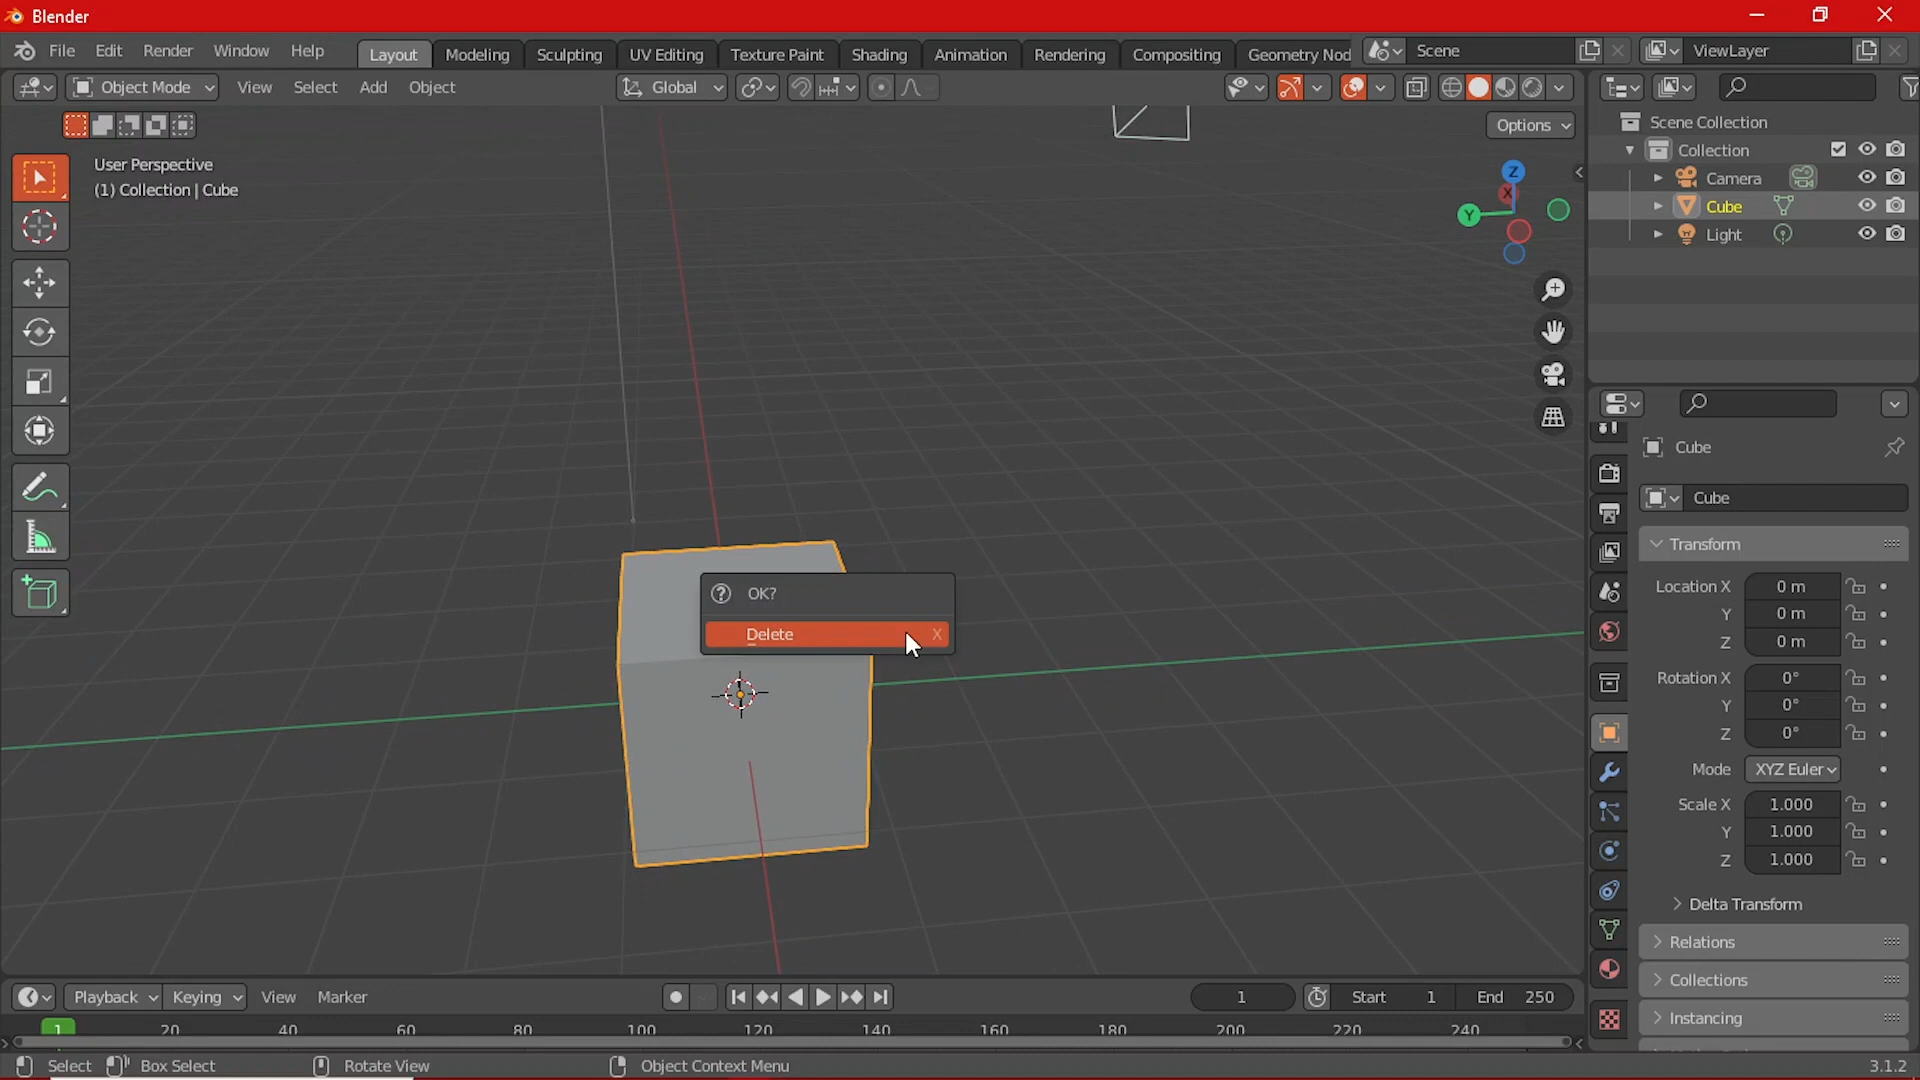 Blender
File Edit Render Window Help Layout Modeling Sculpting UV Editing Texture Paint Shading Animation Rendering Compositing Geometry Nod Scene ViewLayer
Object Mode View Select Add Object Global
Options
User Perspective
(1) Collection | Cube
Z
X
Y
OK?
Delete X
Scene Collection
Collection
Camera
Cube
Light
Cube
Cube
Transform
Location X 0 m
Y 0 m
Z 0 m
Rotation X 0°
Y 0°
Z 0°
Mode XYZ Euler
Scale X 1.000
Y 1.000
Z 1.000
Delta Transform
Relations
Collections
Instancing
Playback Keying View Marker 1 Start 1 End 250
1 20 40 60 80 100 120 140 160 180 200 220 240
Select Box Select Rotate View Object Context Menu 3.1.2